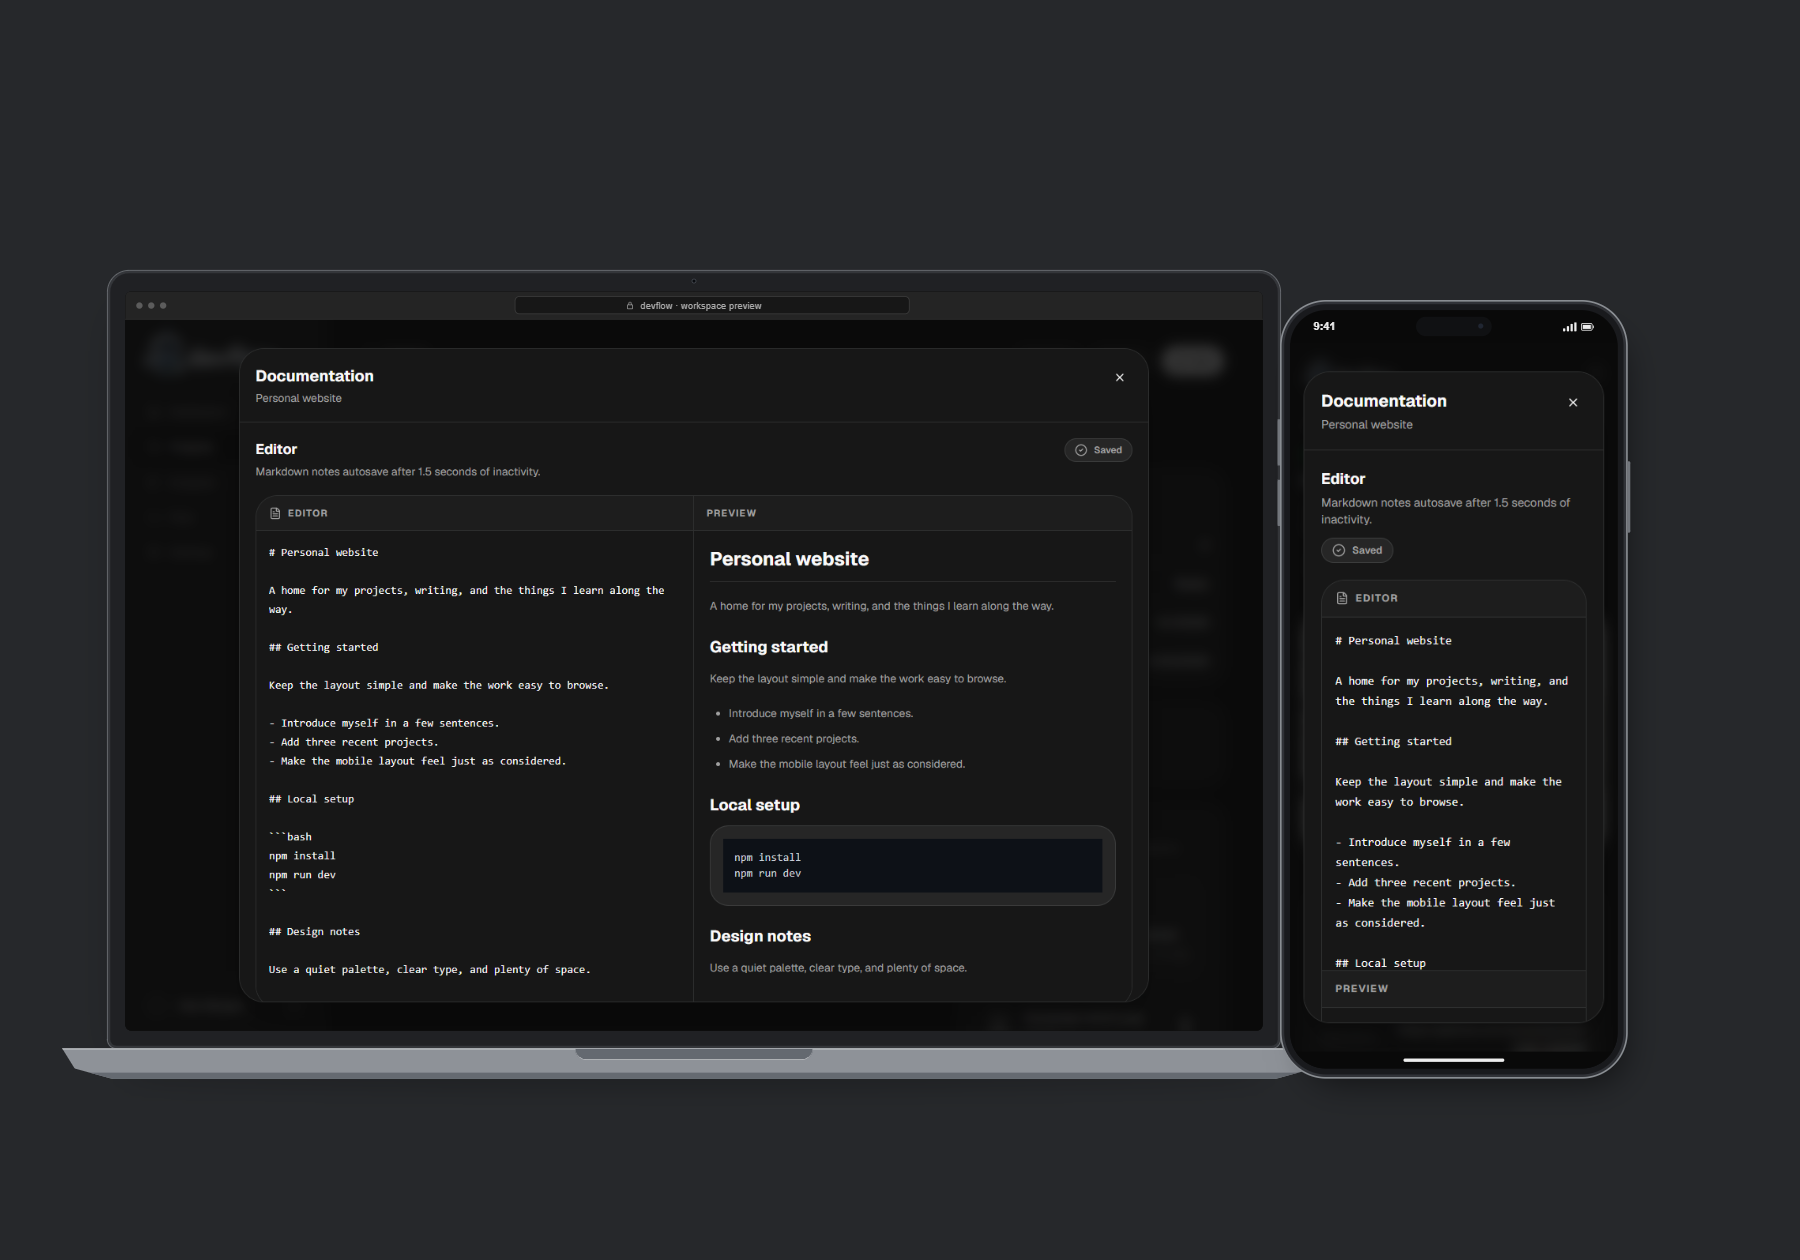 devflow · workspace preview
Documentation
Personal website
Editor
Markdown notes autosave after 1.5 seconds of inactivity.
Saved
EDITOR
# Personal website
A home for my projects, writing, and the things I learn along the
way.
## Getting started
Keep the layout simple and make the work easy to browse.
- Introduce myself in a few sentences.
- Add three recent projects.
- Make the mobile layout feel just as considered.
## Local setup
```bash
npm install
npm run dev
```
## Design notes
Use a quiet palette, clear type, and plenty of space.
PREVIEW
Personal website
A home for my projects, writing, and the things I learn along the way.
Getting started
Keep the layout simple and make the work easy to browse.
• Introduce myself in a few sentences.
• Add three recent projects.
• Make the mobile layout feel just as considered.
Local setup
npm install
npm run dev
Design notes
Use a quiet palette, clear type, and plenty of space.
9:41
Documentation
Personal website
Editor
Markdown notes autosave after 1.5 seconds of
inactivity.
Saved
EDITOR
# Personal website
A home for my projects, writing, and
the things I learn along the way.
## Getting started
Keep the layout simple and make the
work easy to browse.
- Introduce myself in a few
sentences.
- Add three recent projects.
- Make the mobile layout feel just
as considered.
## Local setup
PREVIEW